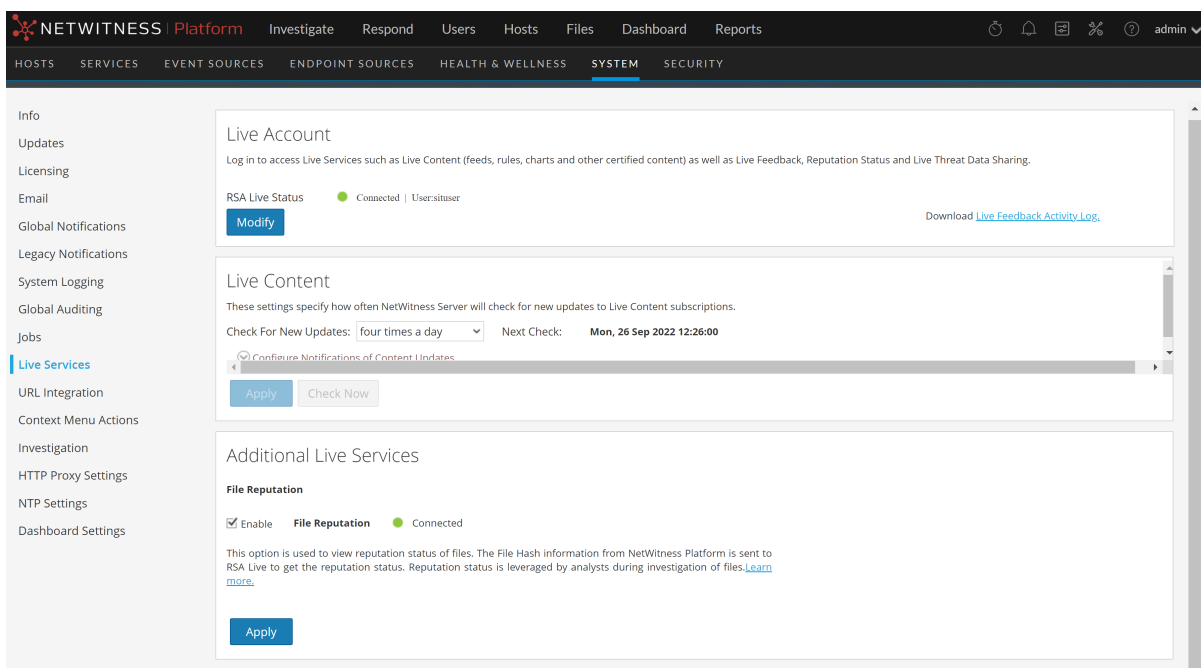 NETWITNESS Platform Investigate Respond Users Hosts Files Dashboard Reports admin
HOSTS SERVICES EVENT SOURCES ENDPOINT SOURCES HEALTH & WELLNESS SYSTEM SECURITY
Info
Updates
Licensing
Email
Global Notifications
Legacy Notifications
System Logging
Global Auditing
Jobs
Live Services
URL Integration
Context Menu Actions
Investigation
HTTP Proxy Settings
NTP Settings
Dashboard Settings
Live Account
Log in to access Live Services such as Live Content (feeds, rules, charts and other certified content) as well as Live Feedback, Reputation Status and Live Threat Data Sharing.
RSA Live Status Connected | User:situser
Modify
Download Live Feedback Activity Log.
Live Content
These settings specify how often NetWitness Server will check for new updates to Live Content subscriptions.
Check For New Updates: four times a day Next Check: Mon, 26 Sep 2022 12:26:00
Configure Notifications of Content Updates
Apply Check Now
Additional Live Services
File Reputation
Enable File Reputation Connected
This option is used to view reputation status of files. The File Hash information from NetWitness Platform is sent to
RSA Live to get the reputation status. Reputation status is leveraged by analysts during investigation of files.Learn
more.
Apply